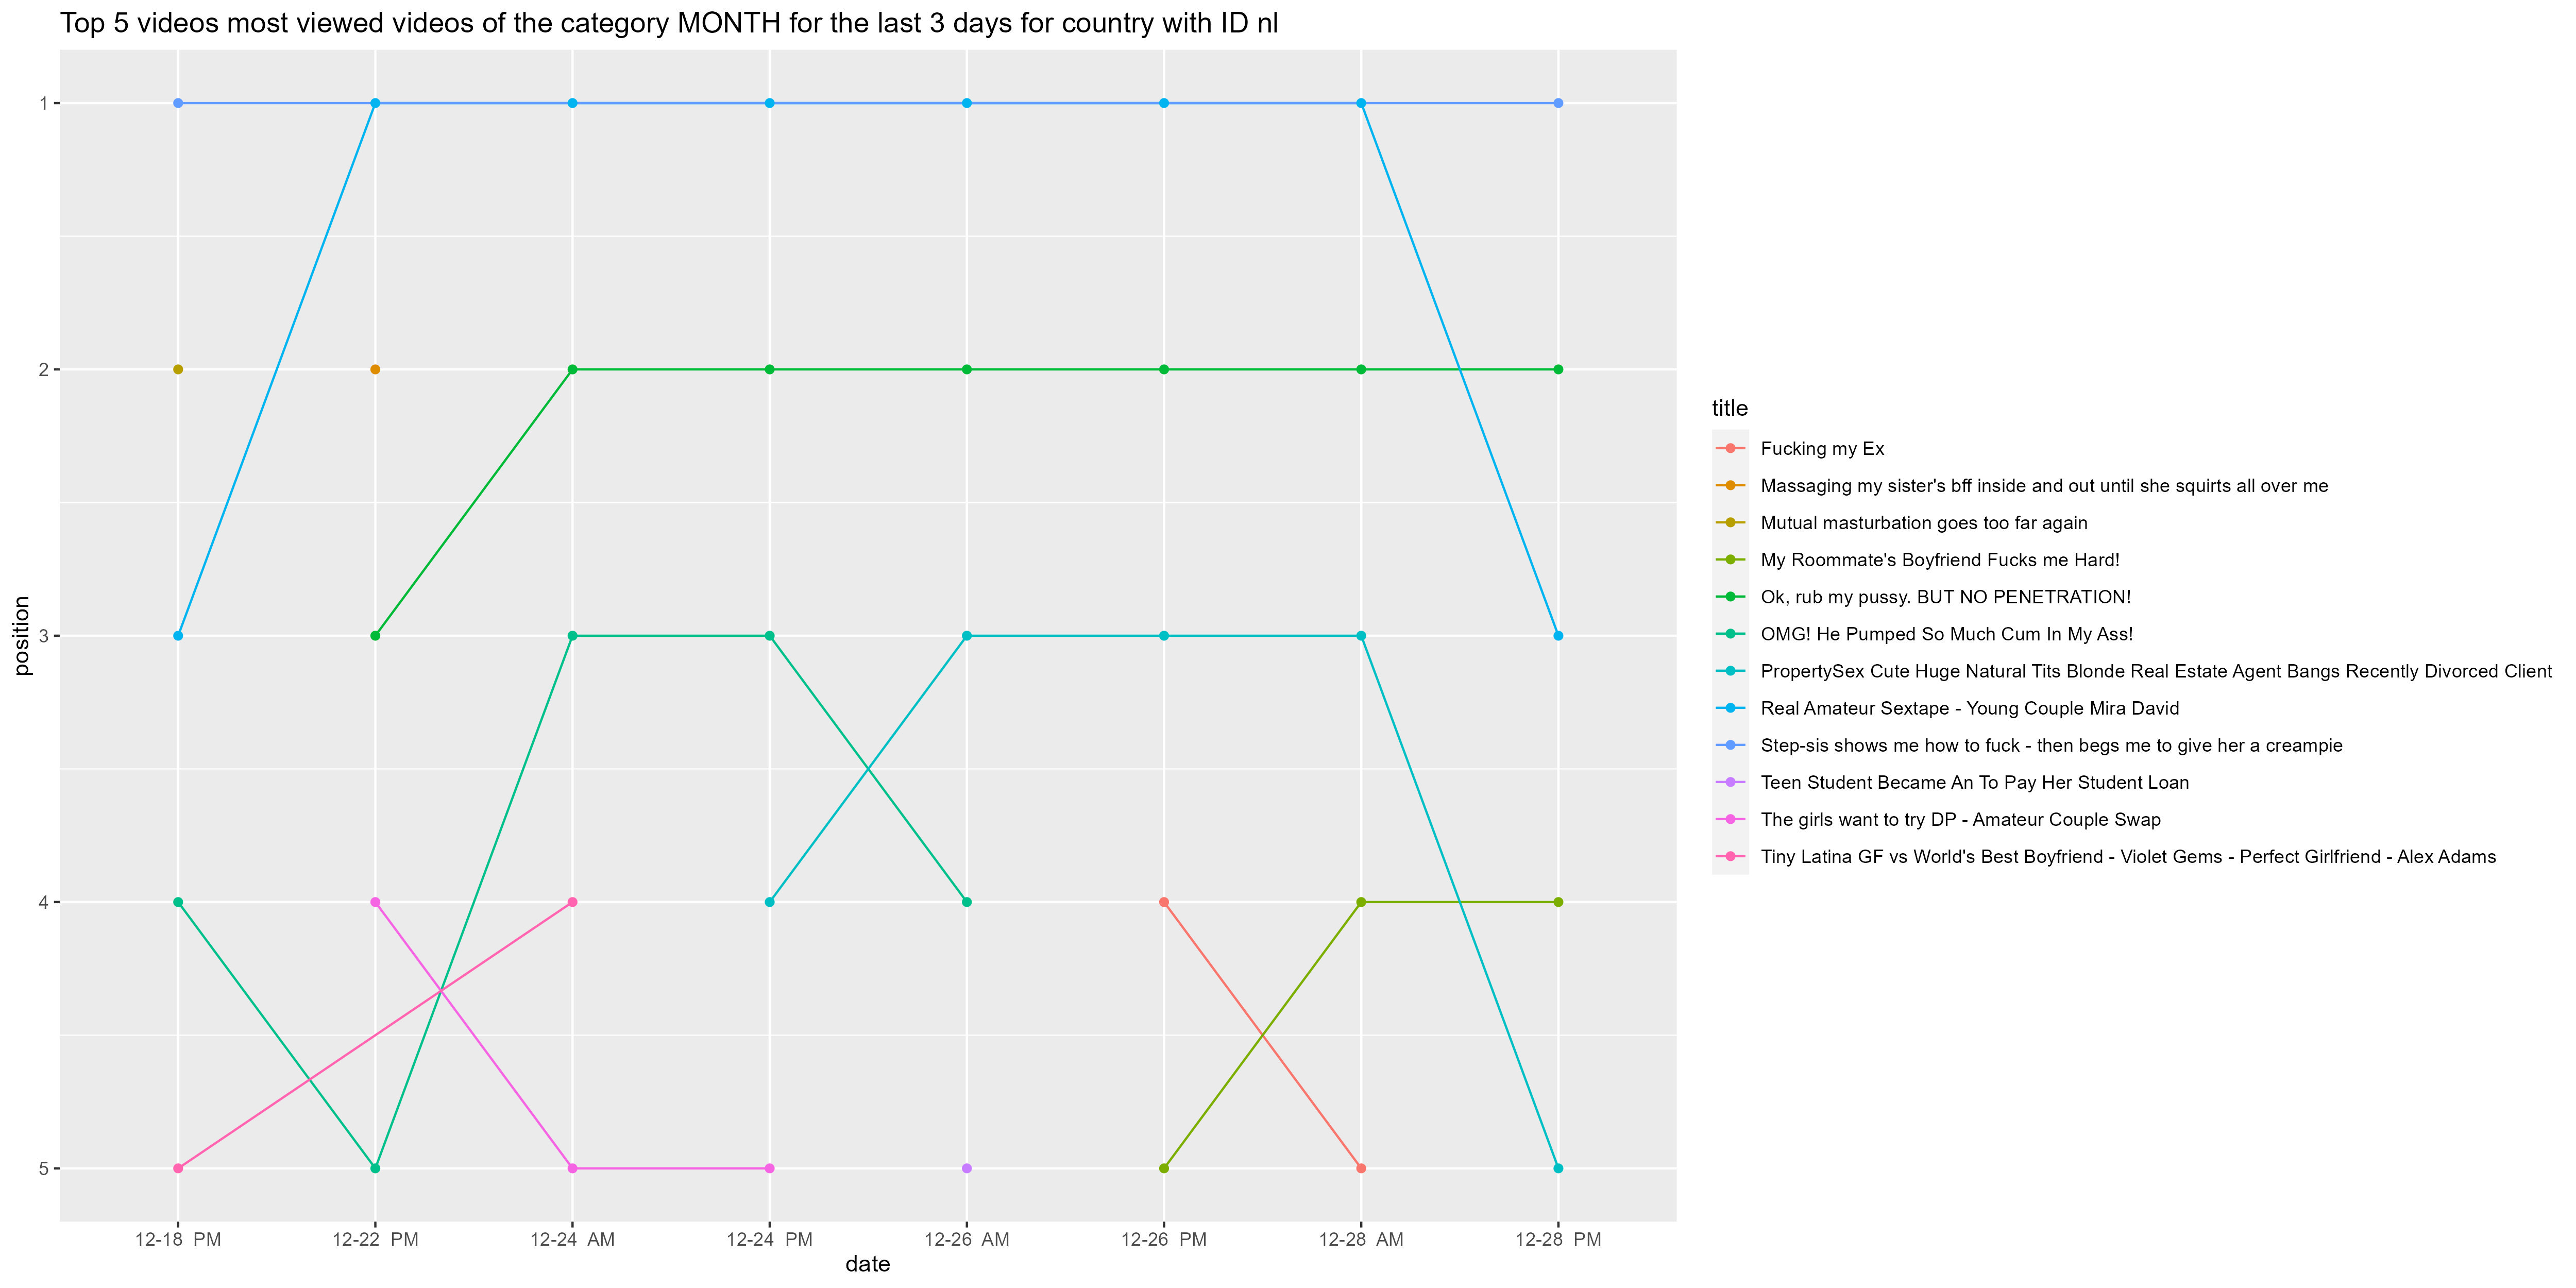 Top 5 videos most viewed videos of the category MONTH for the last 3 days for country with ID nl
position
1
2
3
4
5
12-18 PM
12-22 PM
12-24 AM
12-24 PM
12-26 AM
12-26 PM
12-28 AM
12-28 PM
date
title
Fucking my Ex
Massaging my sister's bff inside and out until she squirts all over me
Mutual masturbation goes too far again
My Roommate's Boyfriend Fucks me Hard!
Ok, rub my pussy. BUT NO PENETRATION!
OMG! He Pumped So Much Cum In My Ass!
PropertySex Cute Huge Natural Tits Blonde Real Estate Agent Bangs Recently Divorced Client
Real Amateur Sextape - Young Couple Mira David
Step-sis shows me how to fuck - then begs me to give her a creampie
Teen Student Became An To Pay Her Student Loan
The girls want to try DP - Amateur Couple Swap
Tiny Latina GF vs World's Best Boyfriend - Violet Gems - Perfect Girlfriend - Alex Adams